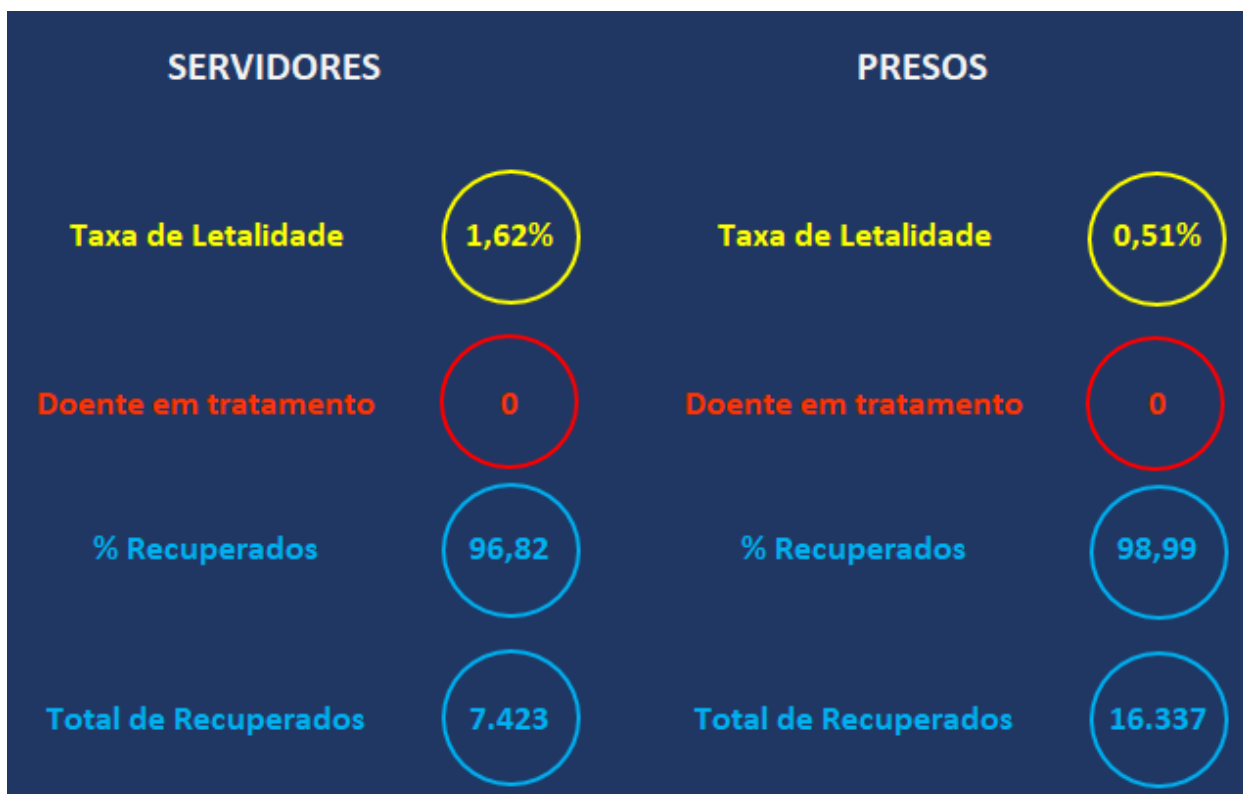 SERVIDORES
Taxa de Letalidade 1,62%
Doente em tratamento 0
% Recuperados 96,82
Total de Recuperados 7.423
PRESOS
Taxa de Letalidade 0,51%
Doente em tratamento 0
% Recuperados 98,99
Total de Recuperados 16.337